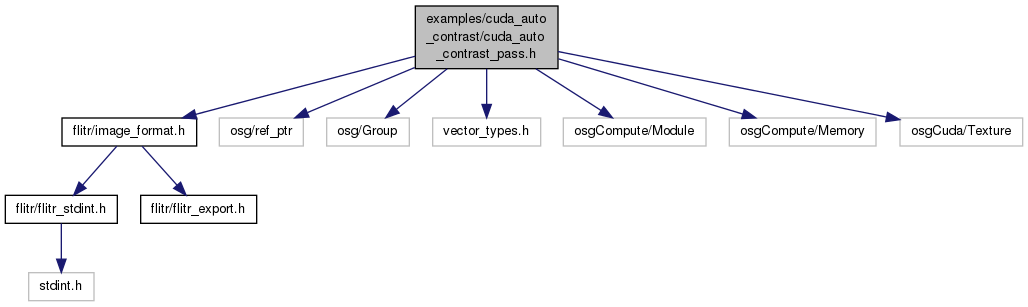 examples/cuda_auto
_contrast/cuda_auto
_contrast_pass.h
flitr/image_format.h
osg/ref_ptr
osg/Group
vector_types.h
osgCompute/Module
osgCompute/Memory
osgCuda/Texture
flitr/flitr_stdint.h
flitr/flitr_export.h
stdint.h